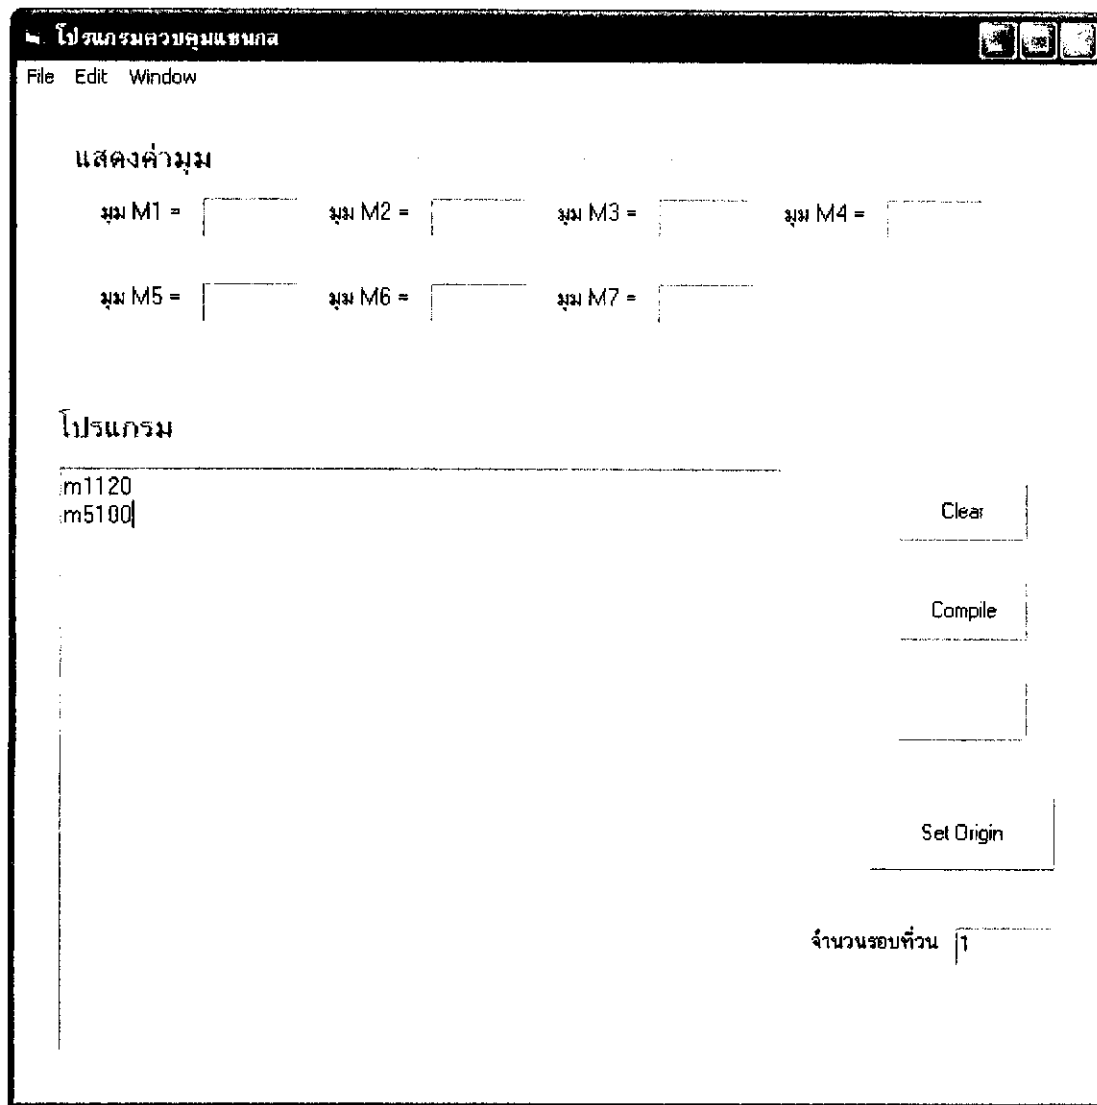 โปรแกรมควบคุมแขนกล
File Edit Window
แสดงค่ามุม
มุม M1 = มุม M2 = มุม M3 = มุม M4 =
มุม M5 = มุม M6 = มุม M7 =
โปรแกรม
m1120
m5100
Clear
Compile
Set Origin
จำนวนรอบที่วน 1